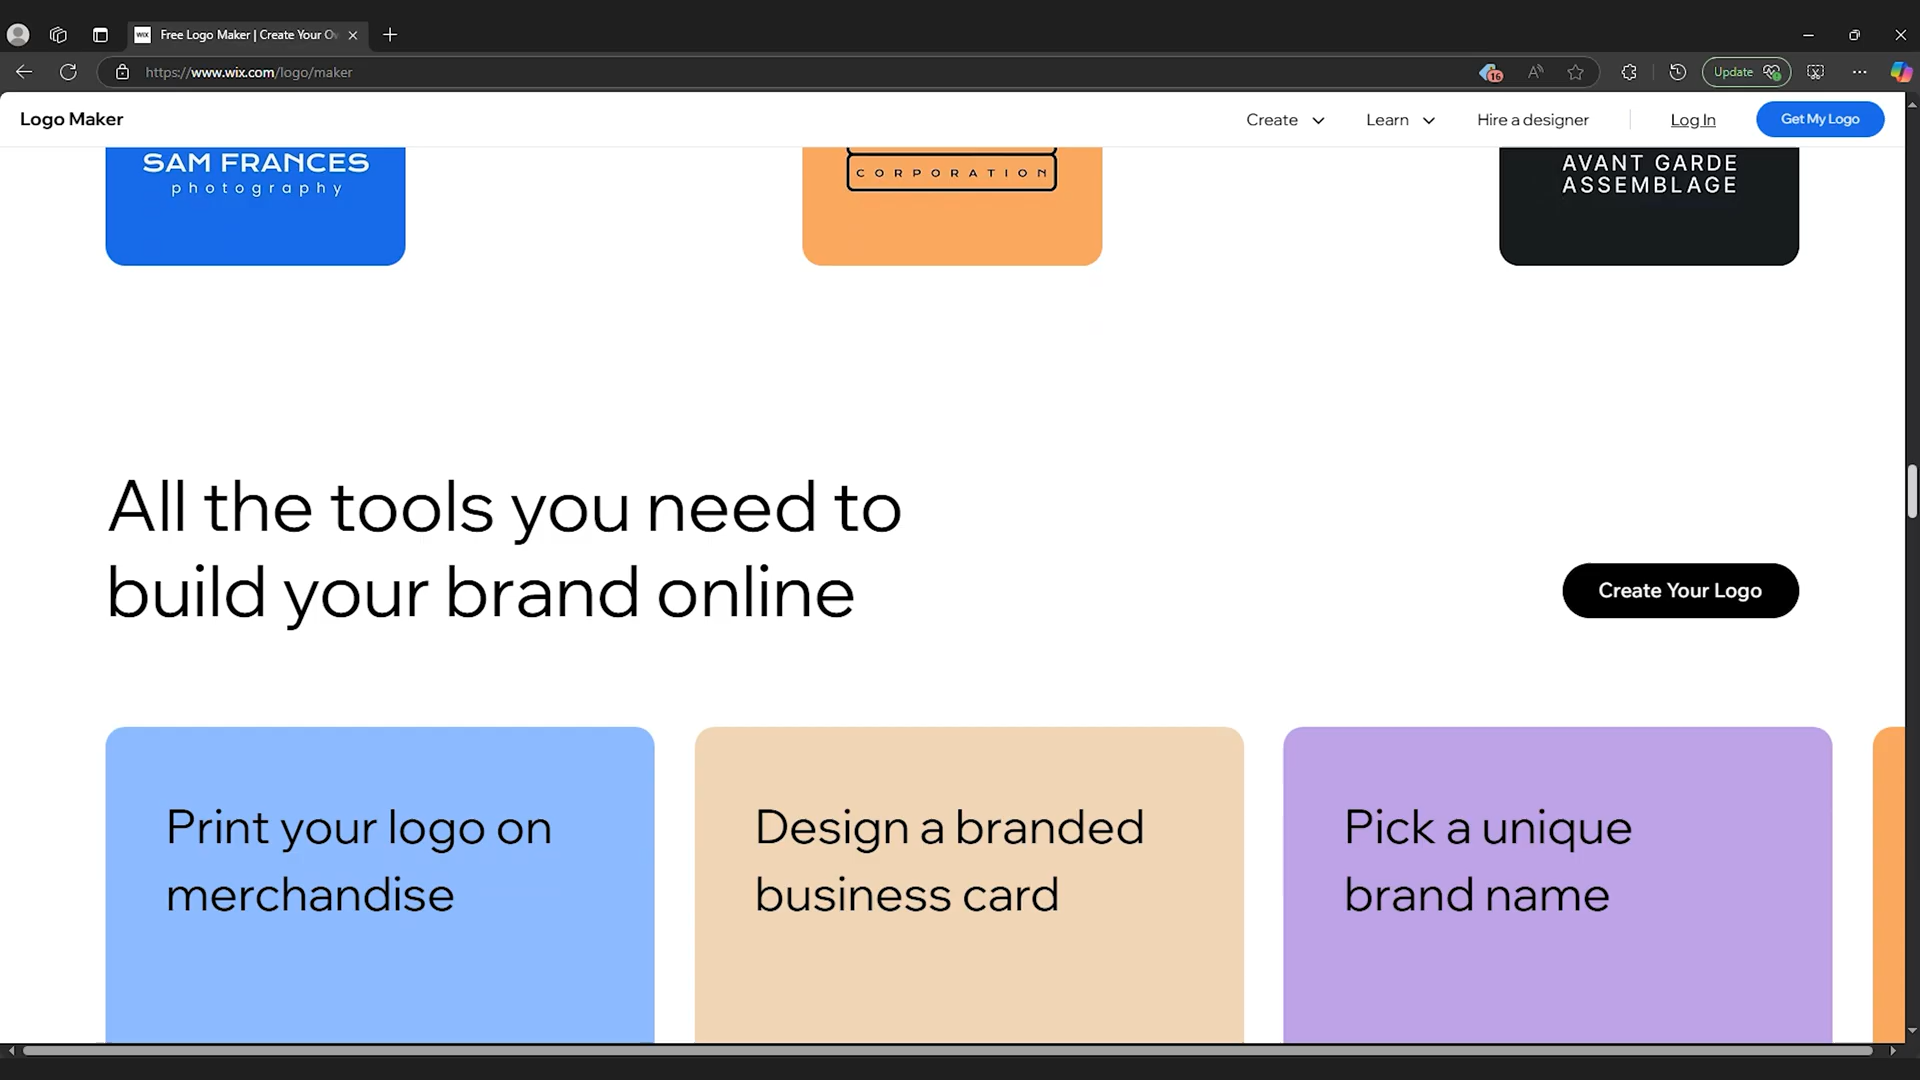 Free Logo Maker | Create Your Ow
https://www.wix.com/logo/maker
16
Update
Logo Maker
Create
Learn
Hire a designer
Log In
Get My Logo
SAM FRANCES
photography
CORPORATION
AVANT GARDE
ASSEMBLAGE
All the tools you need to
build your brand online
Create Your Logo
Print your logo on
merchandise
Design a branded
business card
Pick a unique
brand name